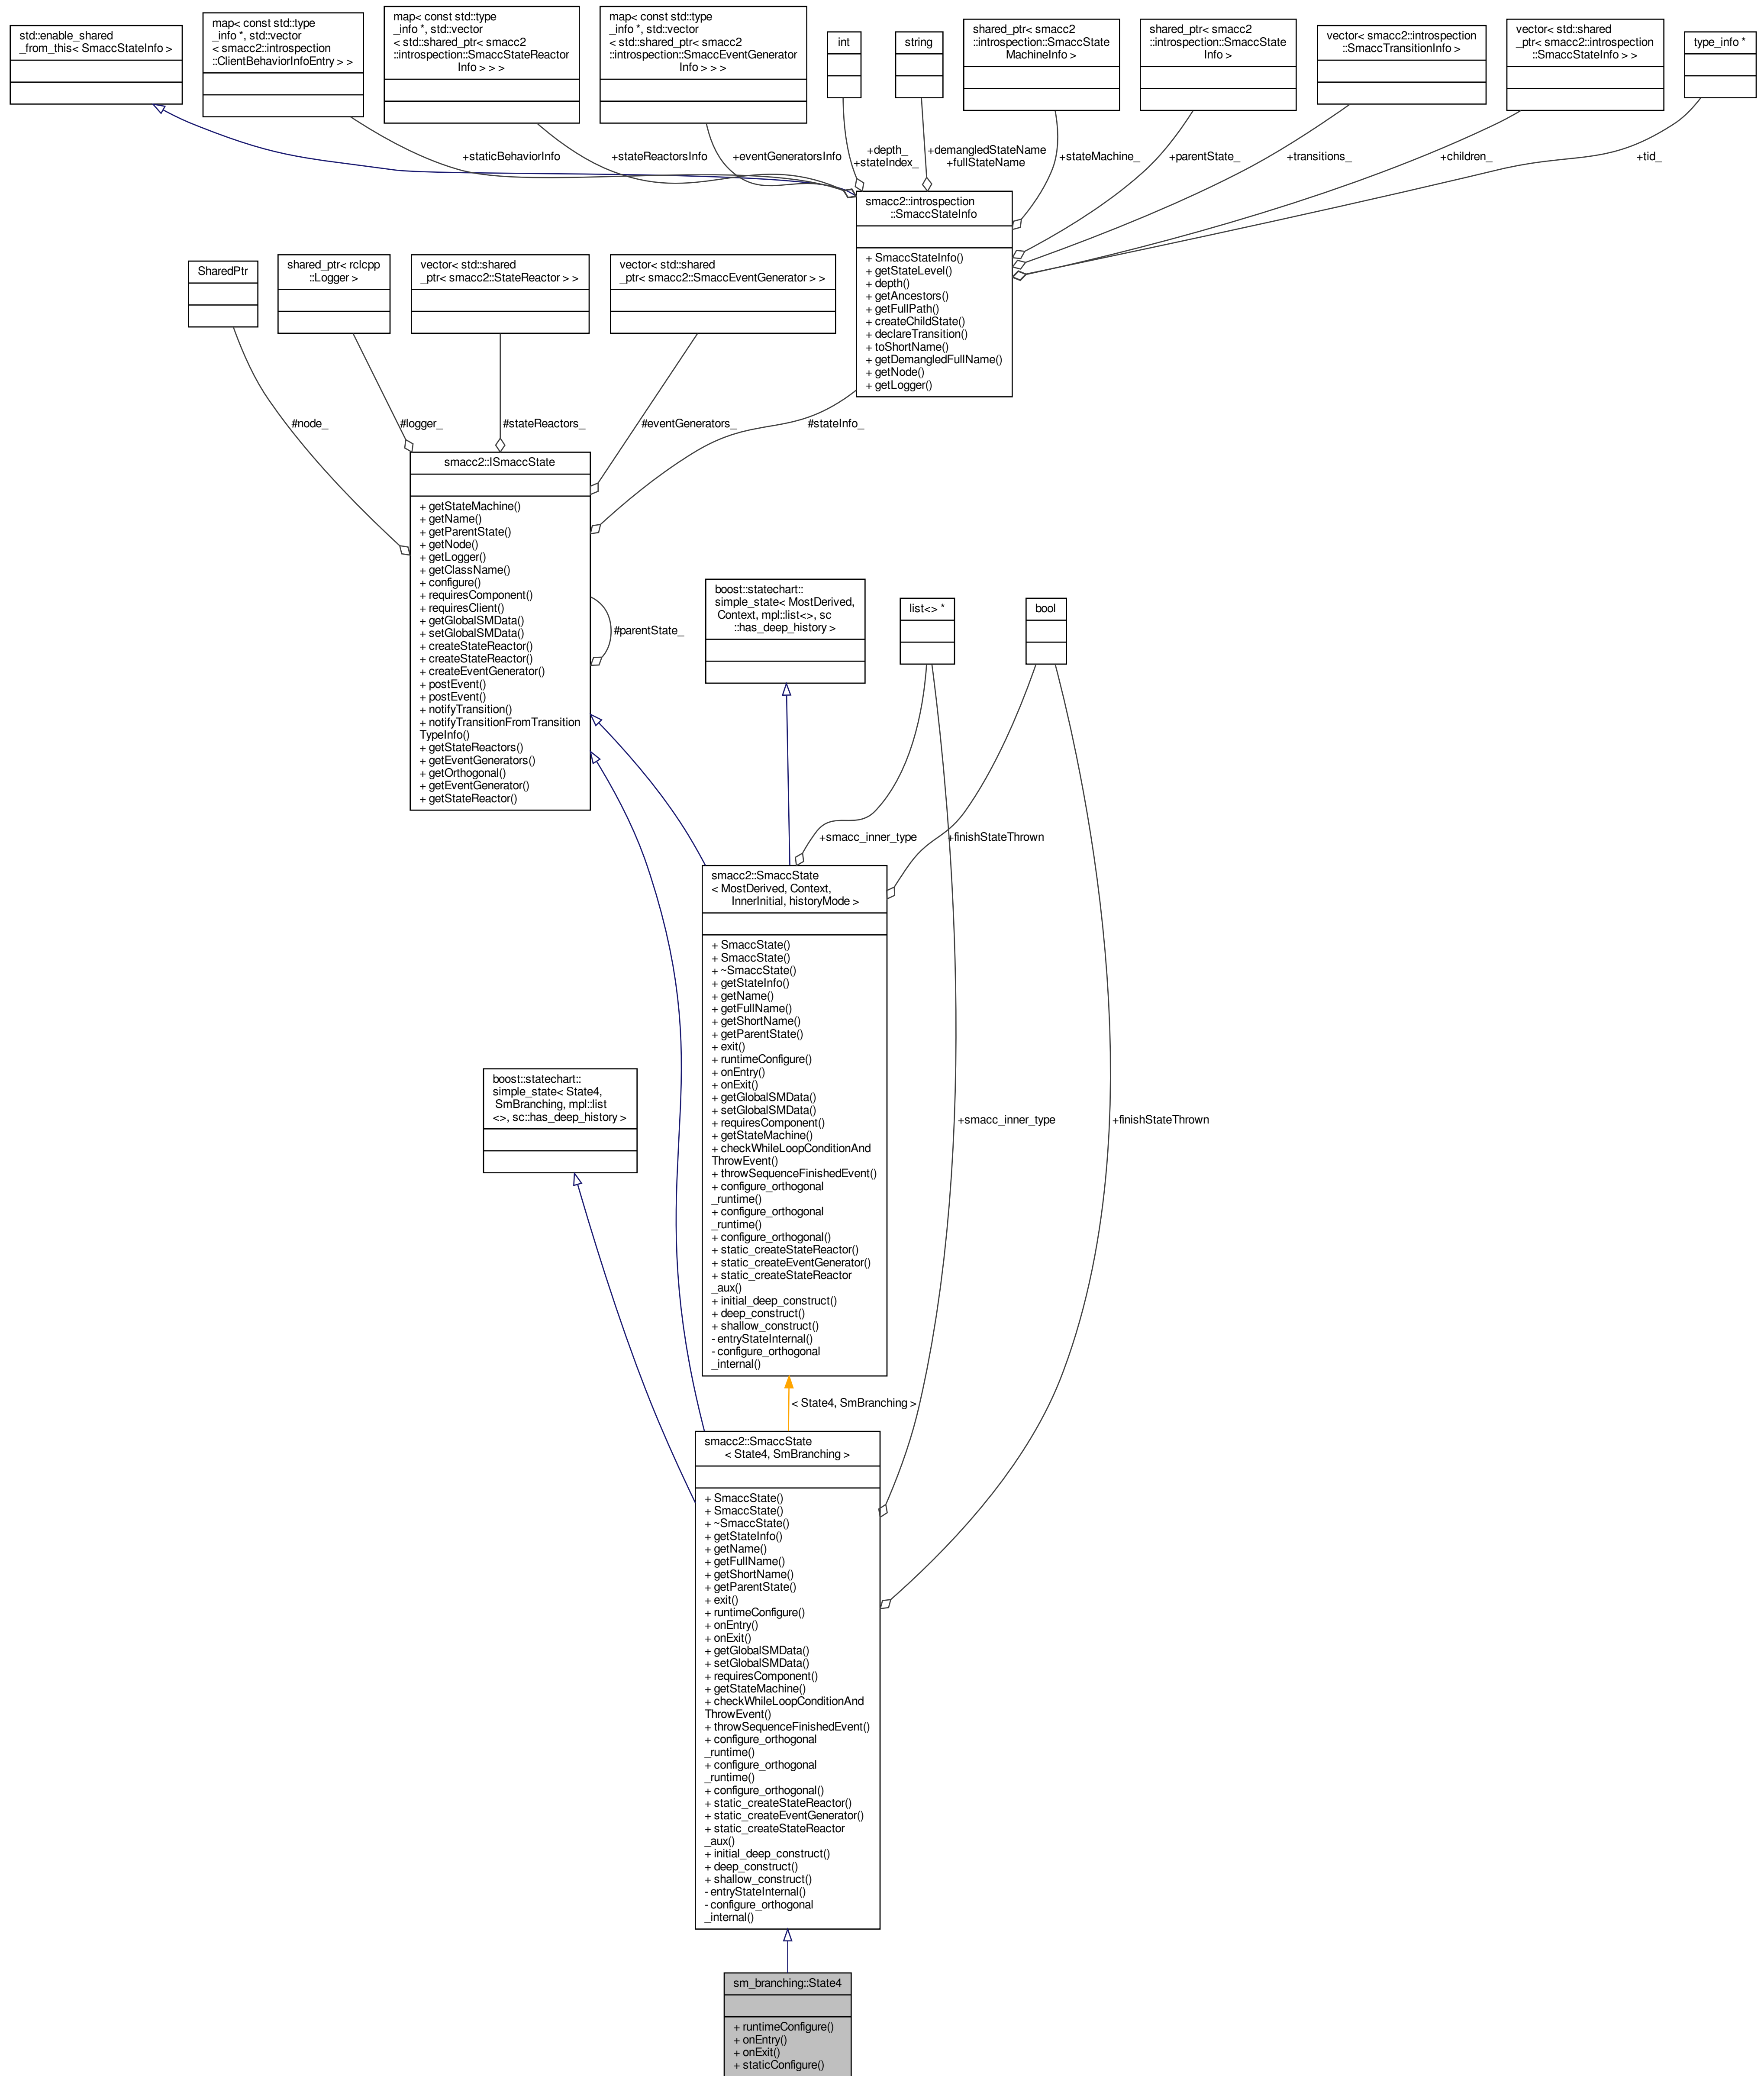 std::enable_shared
_from_this< SmaccStateInfo >
map< const std::type
_info *, std::vector
< smacc2::introspection
::ClientBehaviorInfoEntry > >
map< const std::type
_info *, std::vector
< std::shared_ptr< smacc2
::introspection::SmaccStateReactor
Info > > >
map< const std::type
_info *, std::vector
< std::shared_ptr< smacc2
::introspection::SmaccEventGenerator
Info > > >
int
string
shared_ptr< smacc2
::introspection::SmaccState
MachineInfo >
shared_ptr< smacc2
::introspection::SmaccState
Info >
vector< smacc2::introspection
::SmaccTransitionInfo >
vector< std::shared
_ptr< smacc2::introspection
::SmaccStateInfo > >
type_info *
+staticBehaviorInfo
+stateReactorsInfo
+eventGeneratorsInfo
+depth_
+stateIndex_
+demangledStateName
+fullStateName
+stateMachine_
+parentState_
+transitions_
+children_
+tid_
smacc2::introspection
::SmaccStateInfo
+ SmaccStateInfo()
+ getStateLevel()
+ depth()
+ getAncestors()
+ getFullPath()
+ createChildState()
+ declareTransition()
+ toShortName()
+ getDemangledFullName()
+ getNode()
+ getLogger()
SharedPtr
shared_ptr< rclcpp
::Logger >
vector< std::shared
_ptr< smacc2::StateReactor > >
vector< std::shared
_ptr< smacc2::SmaccEventGenerator > >
#node_
#logger_
#stateReactors_
#eventGenerators_
#stateInfo_
smacc2::ISmaccState
+ getStateMachine()
+ getName()
+ getParentState()
+ getNode()
+ getLogger()
+ getClassName()
+ configure()
+ requiresComponent()
+ requiresClient()
+ getGlobalSMData()
+ setGlobalSMData()
+ createStateReactor()
+ createStateReactor()
+ createEventGenerator()
+ postEvent()
+ postEvent()
+ notifyTransition()
+ notifyTransitionFromTransition
TypeInfo()
+ getStateReactors()
+ getEventGenerators()
+ getOrthogonal()
+ getEventGenerator()
+ getStateReactor()
#parentState_
boost::statechart::
simple_state< MostDerived,
Context, mpl::list<>, sc
::has_deep_history >
list<> *
bool
+smacc_inner_type
+finishStateThrown
smacc2::SmaccState
< MostDerived, Context,
InnerInitial, historyMode >
+ SmaccState()
+ SmaccState()
+ ~SmaccState()
+ getStateInfo()
+ getName()
+ getFullName()
+ getShortName()
+ getParentState()
+ exit()
+ runtimeConfigure()
+ onEntry()
+ onExit()
+ getGlobalSMData()
+ setGlobalSMData()
+ requiresComponent()
+ getStateMachine()
+ checkWhileLoopConditionAnd
ThrowEvent()
+ throwSequenceFinishedEvent()
+ configure_orthogonal
_runtime()
+ configure_orthogonal
_runtime()
+ configure_orthogonal()
+ static_createStateReactor()
+ static_createEventGenerator()
+ static_createStateReactor
_aux()
+ initial_deep_construct()
+ deep_construct()
+ shallow_construct()
- entryStateInternal()
- configure_orthogonal
_internal()
boost::statechart::
simple_state< State4,
SmBranching, mpl::list
<>, sc::has_deep_history >
+smacc_inner_type
+finishStateThrown
< State4, SmBranching >
smacc2::SmaccState
< State4, SmBranching >
+ SmaccState()
+ SmaccState()
+ ~SmaccState()
+ getStateInfo()
+ getName()
+ getFullName()
+ getShortName()
+ getParentState()
+ exit()
+ runtimeConfigure()
+ onEntry()
+ onExit()
+ getGlobalSMData()
+ setGlobalSMData()
+ requiresComponent()
+ getStateMachine()
+ checkWhileLoopConditionAnd
ThrowEvent()
+ throwSequenceFinishedEvent()
+ configure_orthogonal
_runtime()
+ configure_orthogonal
_runtime()
+ configure_orthogonal()
+ static_createStateReactor()
+ static_createEventGenerator()
+ static_createStateReactor
_aux()
+ initial_deep_construct()
+ deep_construct()
+ shallow_construct()
- entryStateInternal()
- configure_orthogonal
_internal()
sm_branching::State4
+ runtimeConfigure()
+ onEntry()
+ onExit()
+ staticConfigure()